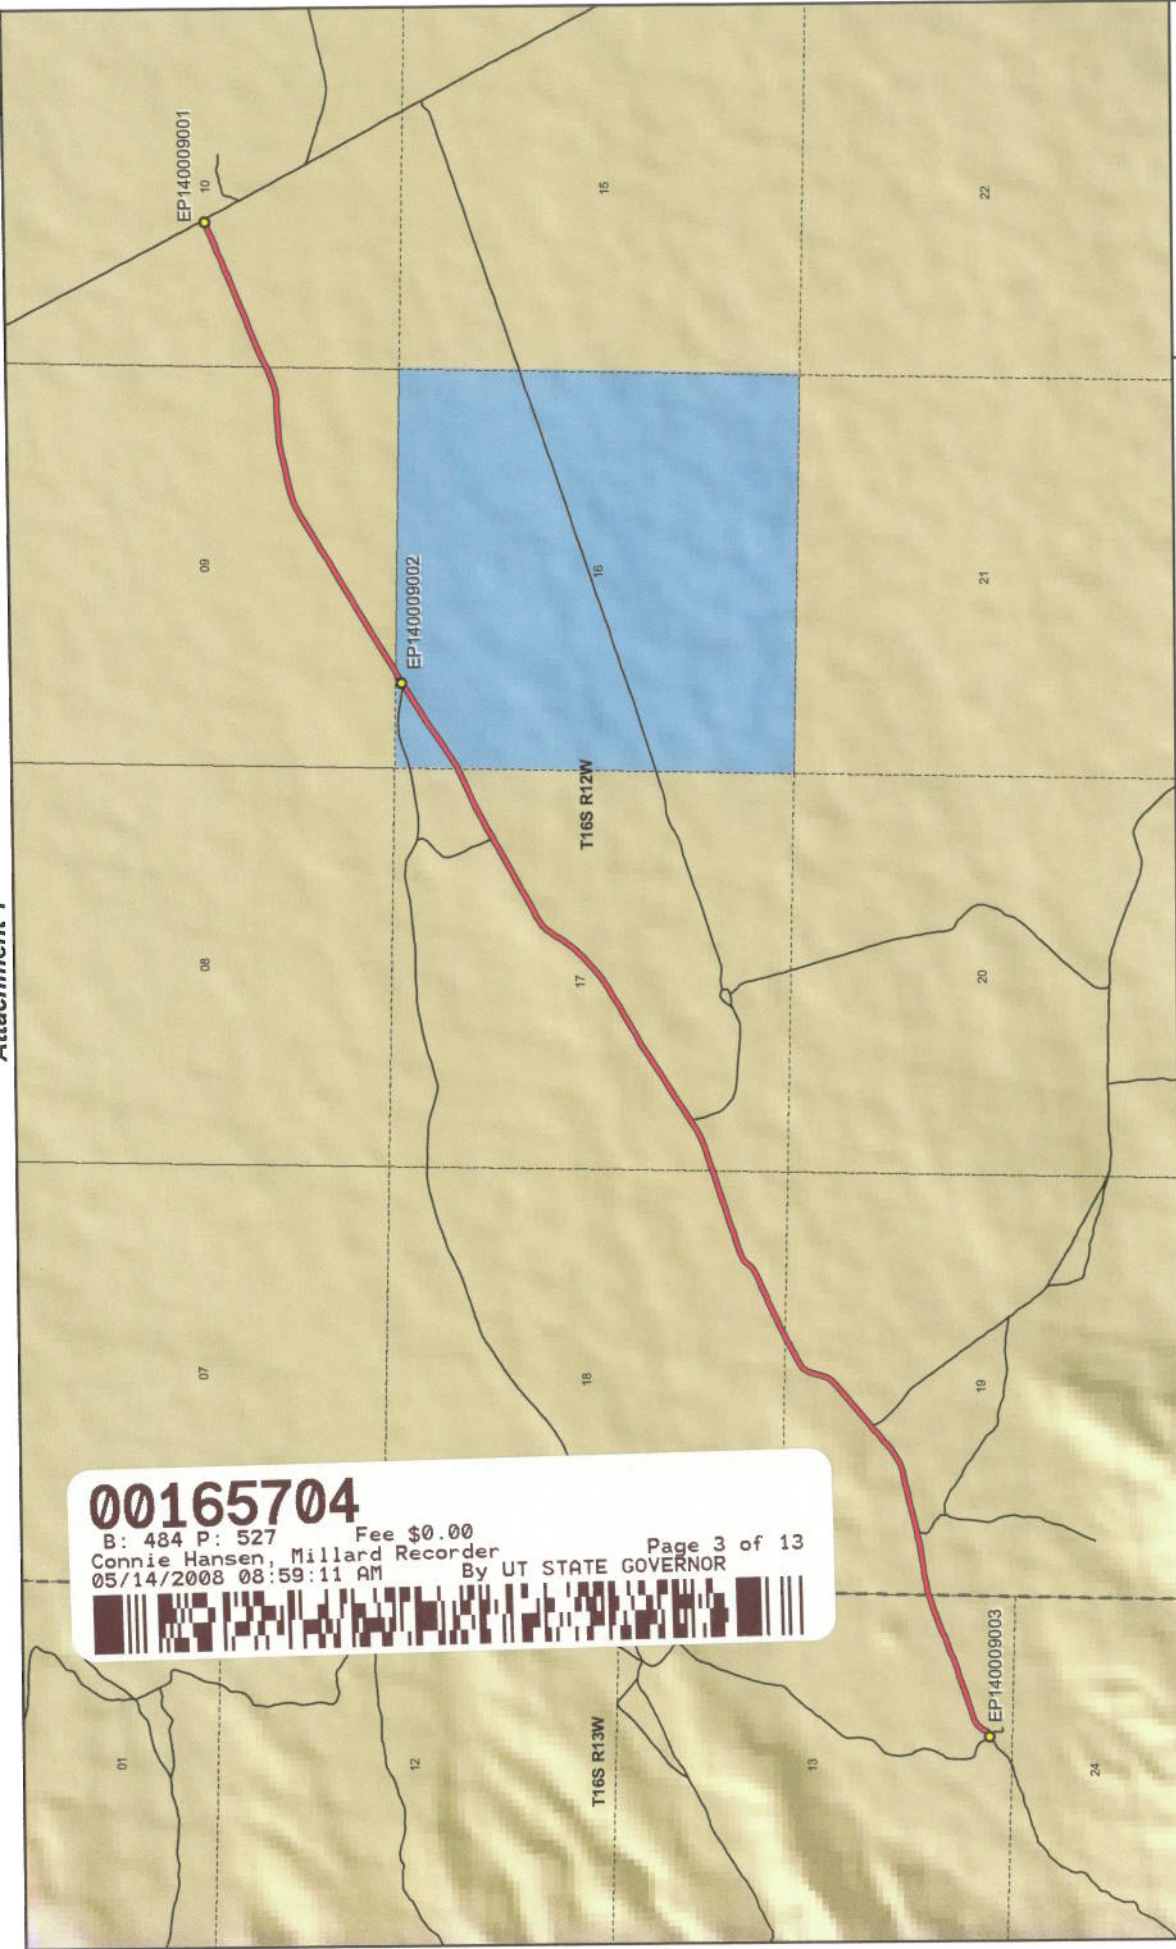 EP140009001
10
15
22
09
EP140009002
16
21
T16S R12W
08
17
20
07
18
19
00165704
B: 484 P: 527 Fee $0.00
Connie Hansen, Millard Recorder Page 3 of 13
05/14/2008 08:59:11 AM By UT STATE GOVERNOR
EP140009003
01
12
T16S R13W
13
24